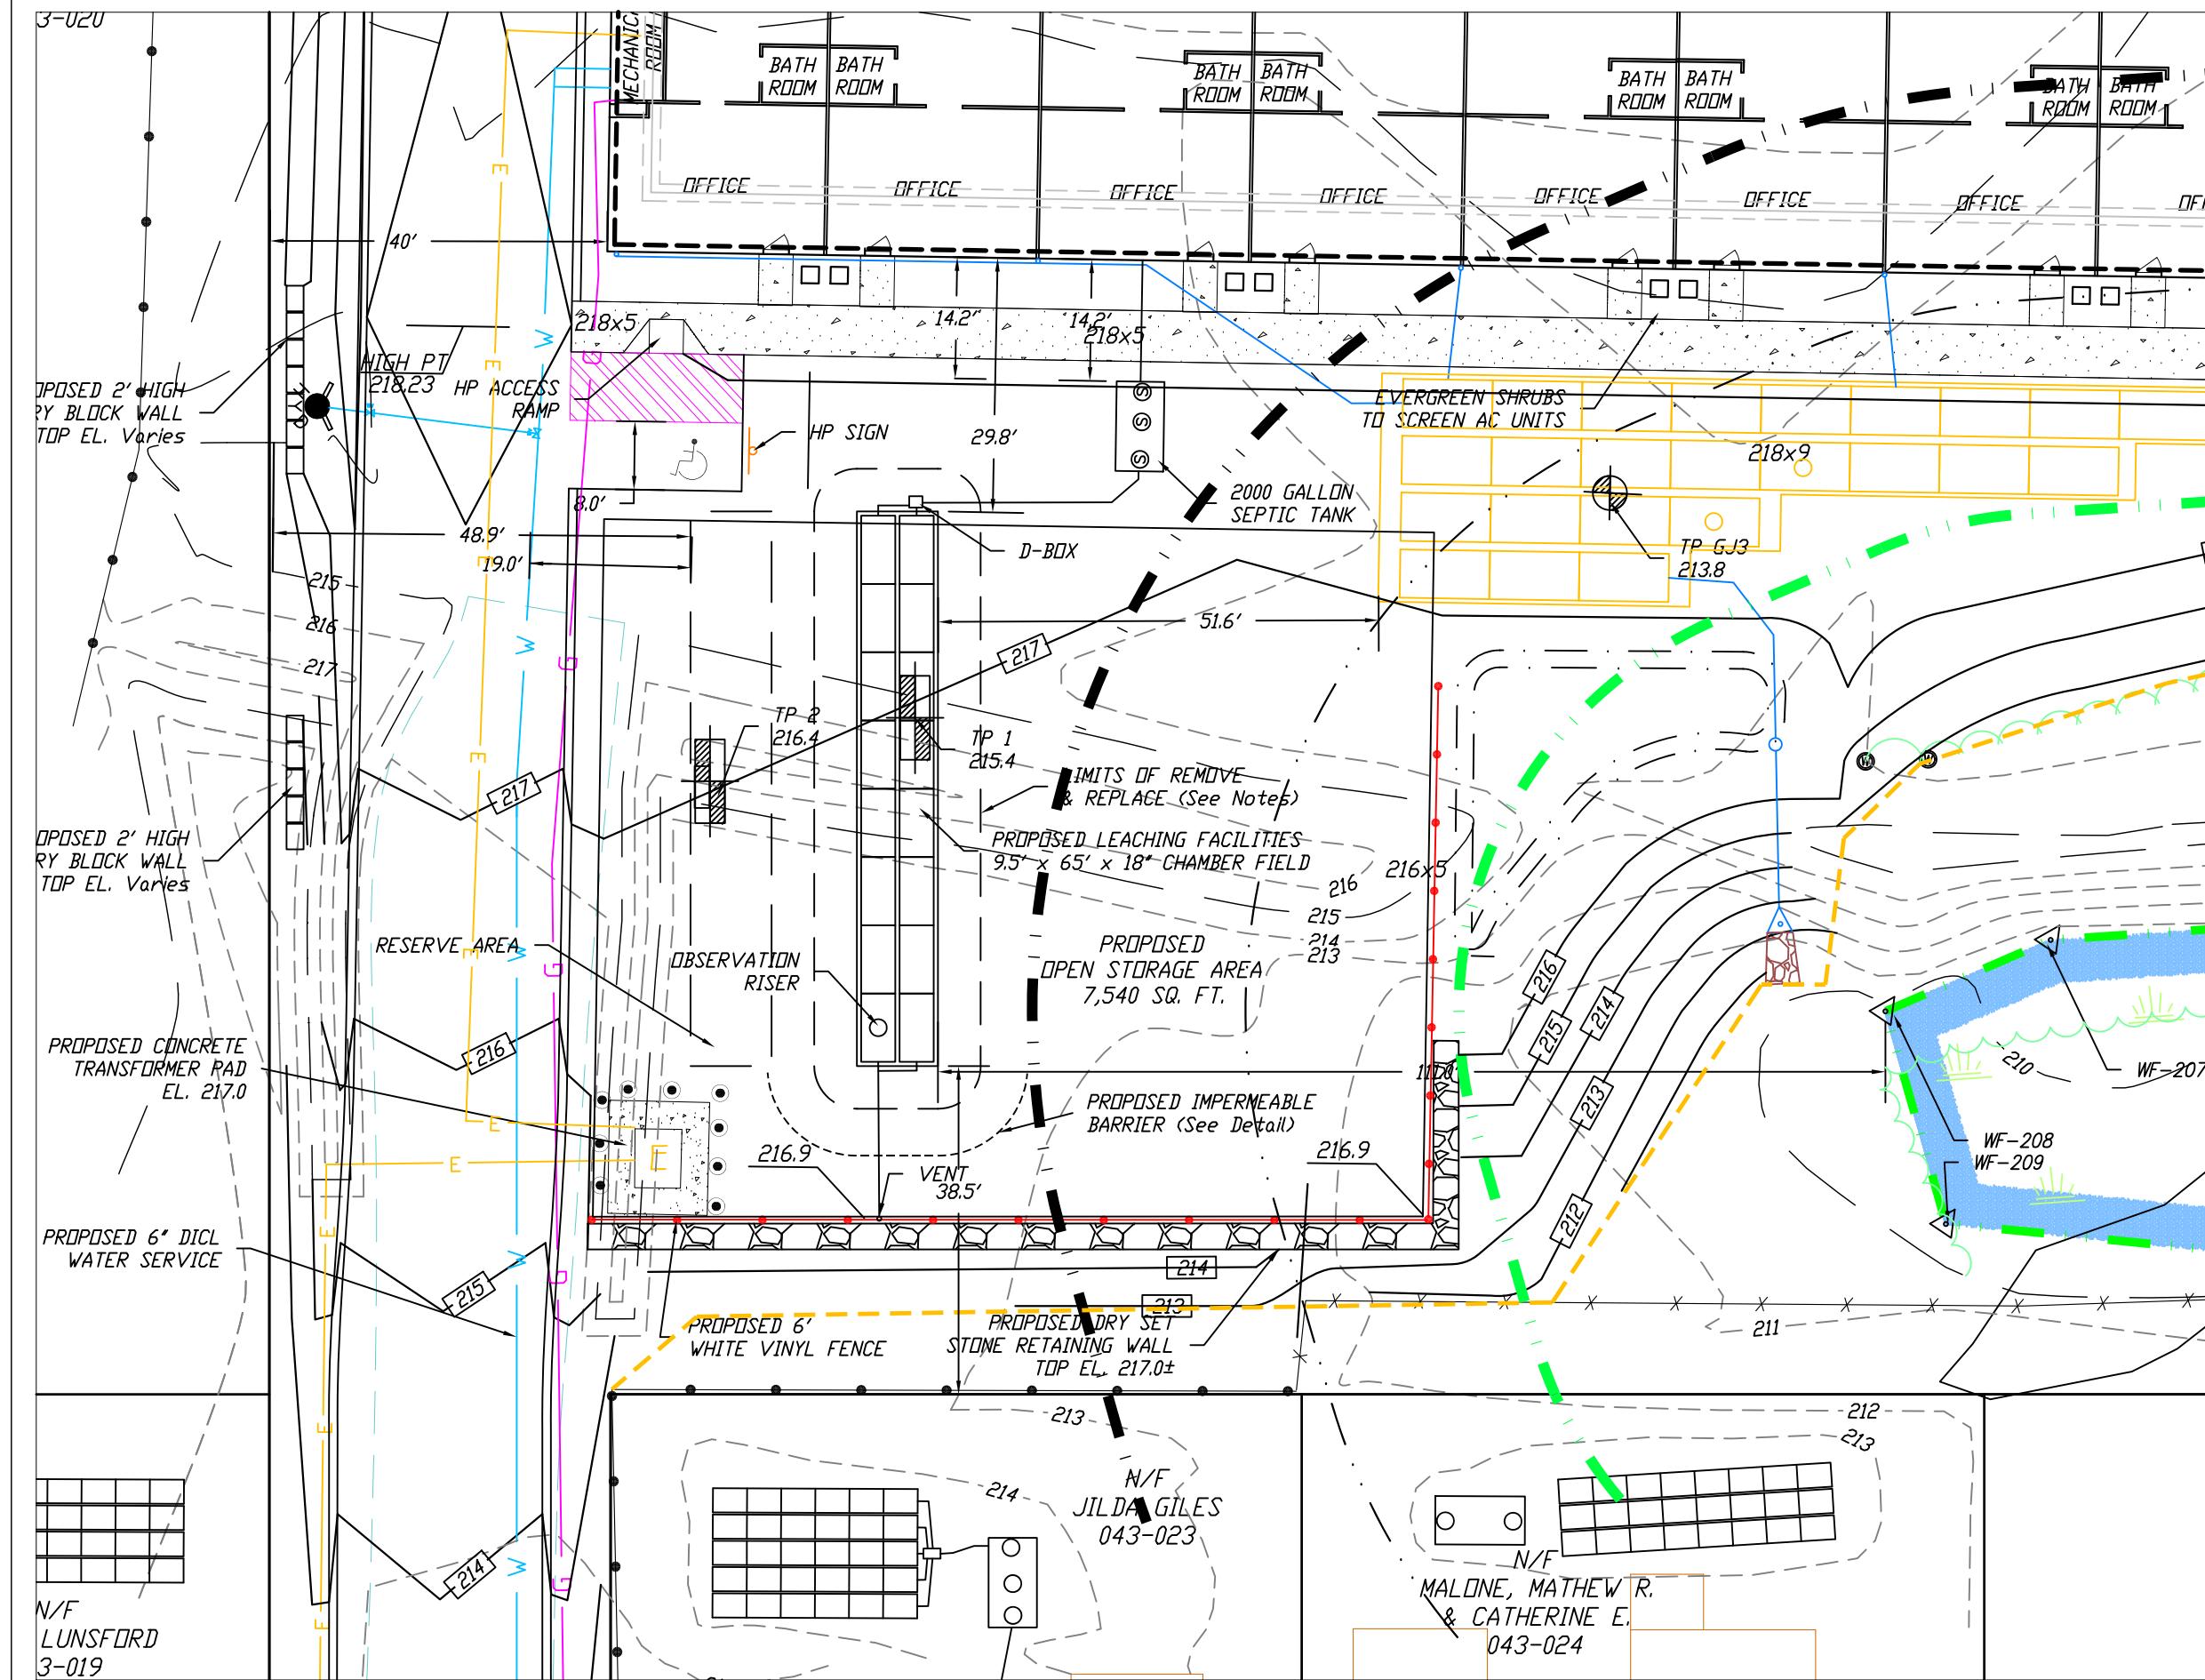 3-020
MECHANICAL
ROOM
BATH
ROOM
BATH
ROOM
BATH
ROOM
BATH
ROOM
BATH
ROOM
BATH
ROOM
BATH
ROOM
BATH
ROOM
OFFICE
OFFICE
OFFICE
OFFICE
OFFICE
OFFICE
OFFICE
40'
14.2'
14.2'
218x5
218x5
HIGH PT
218.23
HP ACCESS
RAMP
OPOSED 2' HIGH
RY BLOCK WALL
TOP EL. Varies
HYD
HP SIGN
29.8'
EVERGREEN SHRUBS
TO SCREEN AC UNITS
218x9
8.0'
2000 GALLON
SEPTIC TANK
48.9'
19.0'
D-BOX
TP GJ3
213.8
215
216
217
51.6'
217
TP 2
216.4
TP 1
215.4
LIMITS OF REMOVE
& REPLACE (See Notes)
217
PROPOSED LEACHING FACILITIES
9.5' x 65' x 18" CHAMBER FIELD
OPOSED 2' HIGH
RY BLOCK WALL
TOP EL. Varies
216x5
216
215
214
213
RESERVE AREA
OBSERVATION
RISER
PROPOSED
OPEN STORAGE AREA
7,540 SQ. FT.
216
215
214
213
212
PROPOSED CONCRETE
TRANSFORMER PAD
EL. 217.0
216
111.0'
210
WF-207
PROPOSED IMPERMEABLE
BARRIER (See Detail)
WF-208
WF-209
216.9
216.9
VENT
38.5'
PROPOSED 6" DICL
WATER SERVICE
215
214
213
211
PROPOSED 6'
WHITE VINYL FENCE
PROPOSED DRY SET
STONE RETAINING WALL
TOP EL. 217.0±
213
212
213
214
N/F
JILDA GILES
043-023
214
N/F
MALONE, MATHEW R.
& CATHERINE E.
043-024
N/F
LUNSFORD
3-019
E
E
E
E
E
E
E
E
E
E
E
W
W
W
W
W
W
G
G
G
G
G
S
S
S